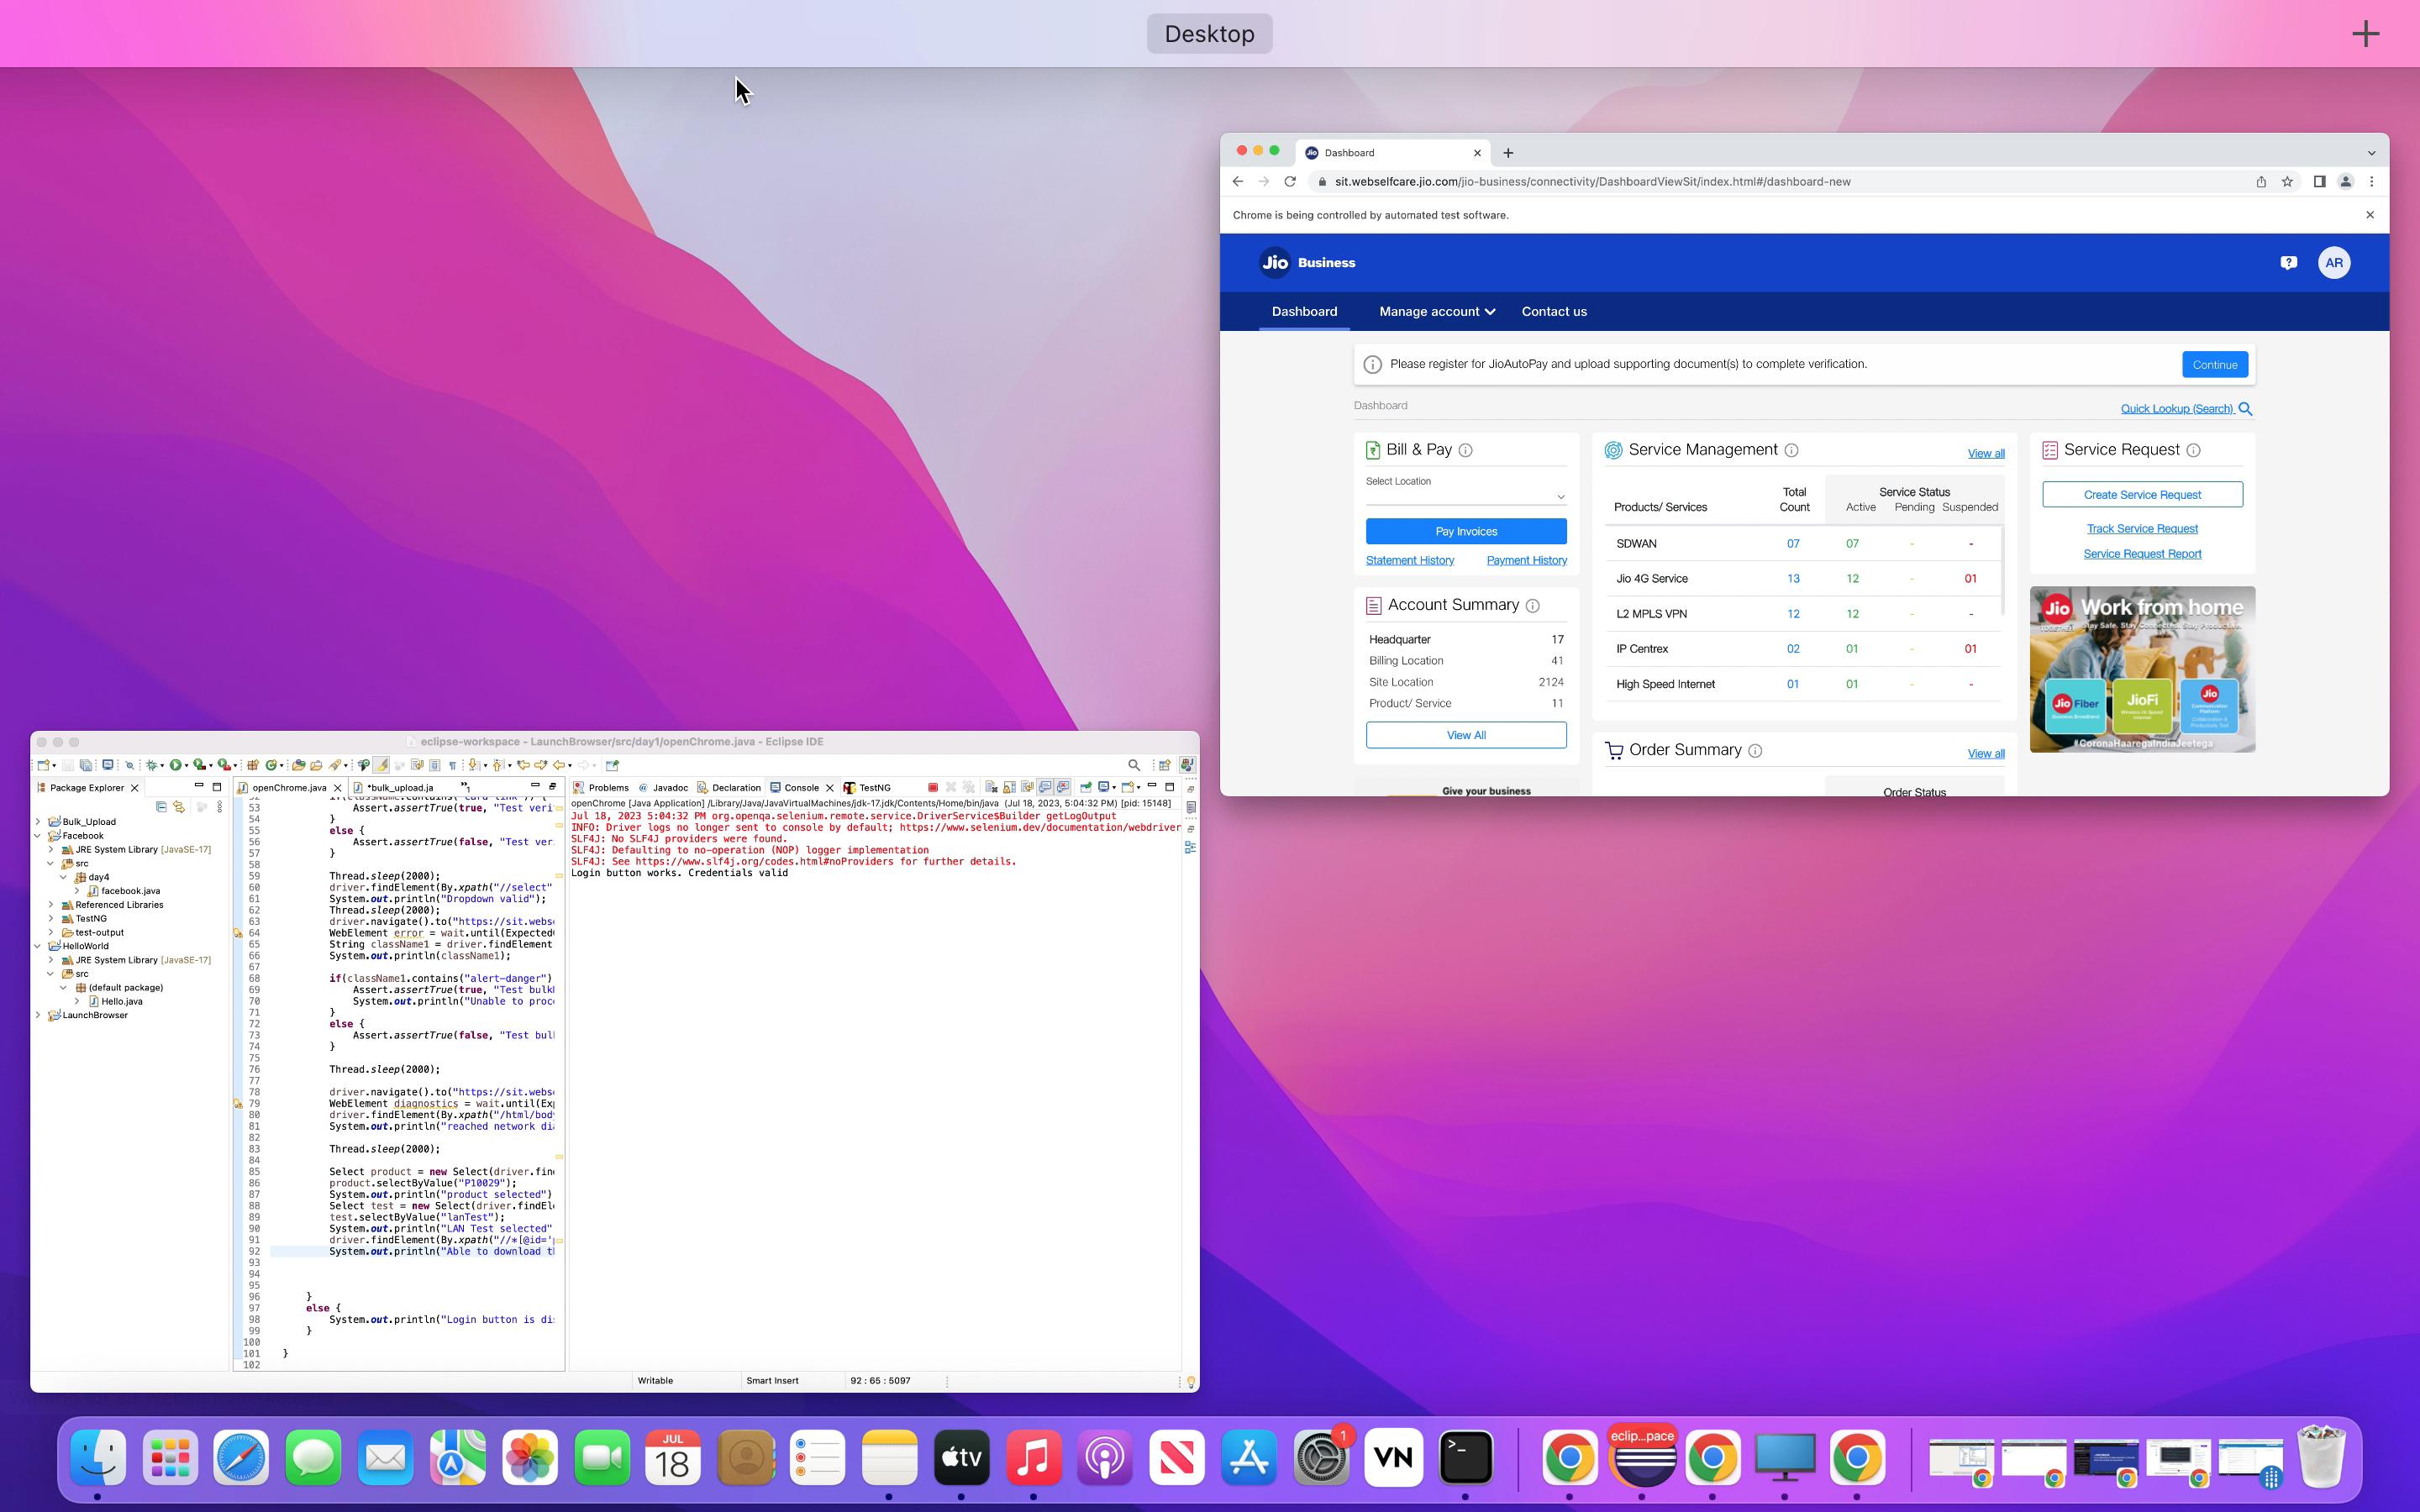 Desktop
Dashboard
sit.webselfcare.jio.com/jio-business/connectivity/DashboardViewSit/index.html#/dashboard-new
Chrome is being controlled by automated test software.
Jio Business
AR
Dashboard Manage account Contact us
Please register for JioAutoPay and upload supporting document(s) to complete verification.
Continue
Dashboard
Quick Lookup (Search)
Bill & Pay
Select Location
Pay Invoices
Statement History Payment History
Account Summary
Headquarter 17
Billing Location 41
Site Location 2124
Product/ Service 11
View All
Give your business
Service Management
View all
Products/ Services Total Count Service Status
Active Pending Suspended
SDWAN 07 07 - -
Jio 4G Service 13 12 - 01
L2 MPLS VPN 12 12 - -
IP Centrex 02 01 - 01
High Speed Internet 01 01 - -
Order Summary
View all
Order Status
Service Request
Create Service Request
Track Service Request
Service Request Report
Jio Work from home
Stay Safe. Stay Connected. Stay Productive.
Jio Fiber
JioFi
Jio
#CoronaHaaregaIndiaJeetega
eclipse-workspace - LaunchBrowser/src/day1/openChrome.java - Eclipse IDE
Package Explorer
Bulk_Upload
Facebook
JRE System Library [JavaSE-17]
src
day4
facebook.java
Referenced Libraries
TestNG
test-output
HelloWorld
JRE System Library [JavaSE-17]
src
(default package)
Hello.java
LaunchBrowser
openChrome.java *bulk_upload.ja
53 Assert.assertTrue(true, "Test veri
54 }
55 else {
56 Assert.assertTrue(false, "Test ver
57 }
58
59 Thread.sleep(2000);
60 driver.findElement(By.xpath("//select"
61 System.out.println("Dropdown valid");
62 Thread.sleep(2000);
63 driver.navigate().to("https://sit.webs
64 WebElement error = wait.until(Expected
65 String className1 = driver.findElement
66 System.out.println(className1);
67
68 if(className1.contains("alert-danger")
69 Assert.assertTrue(true, "Test bulk
70 System.out.println("Unable to proc
71 }
72 else {
73 Assert.assertTrue(false, "Test bul
74 }
75
76 Thread.sleep(2000);
77
78 driver.navigate().to("https://sit.webs
79 WebElement diagnostics = wait.until(Ex
80 driver.findElement(By.xpath("/html/bod
81 System.out.println("reached network di
82
83 Thread.sleep(2000);
84
85 Select product = new Select(driver.fin
86 product.selectByValue("P10029");
87 System.out.println("product selected")
88 Select test = new Select(driver.findEl
89 test.selectByValue("lanTest");
90 System.out.println("LAN Test selected"
91 driver.findElement(By.xpath("//*[@id='
92 System.out.println("Able to download t
93
94
95
96 }
97 else {
98 System.out.println("Login button is di
99 }
100
101 }
102
Problems @ Javadoc Declaration Console TestNG
openChrome [Java Application] /Library/Java/JavaVirtualMachines/jdk-17.jdk/Contents/Home/bin/java (Jul 18, 2023, 5:04:32 PM) [pid: 15148]
Jul 18, 2023 5:04:32 PM org.openqa.selenium.remote.service.DriverService$Builder getLogOutput
INFO: Driver logs no longer sent to console by default; https://www.selenium.dev/documentation/webdriver
SLF4J: No SLF4J providers were found.
SLF4J: Defaulting to no-operation (NOP) logger implementation
SLF4J: See https://www.slf4j.org/codes.html#noProviders for further details.
Login button works. Credentials valid
Writable Smart Insert 92 : 65 : 5097
JUL
18
tv
1
VN
>_
eclip...pace